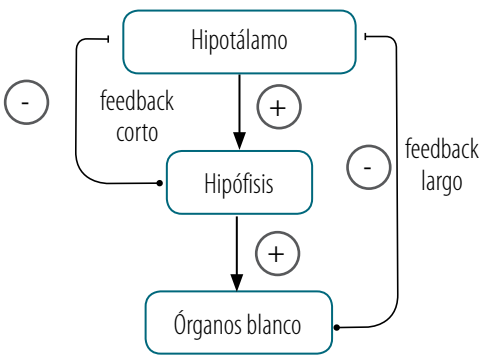 Hipotálamo
-
feedback
corto
+
feedback
largo
-
Hipófisis
+
Órganos blanco